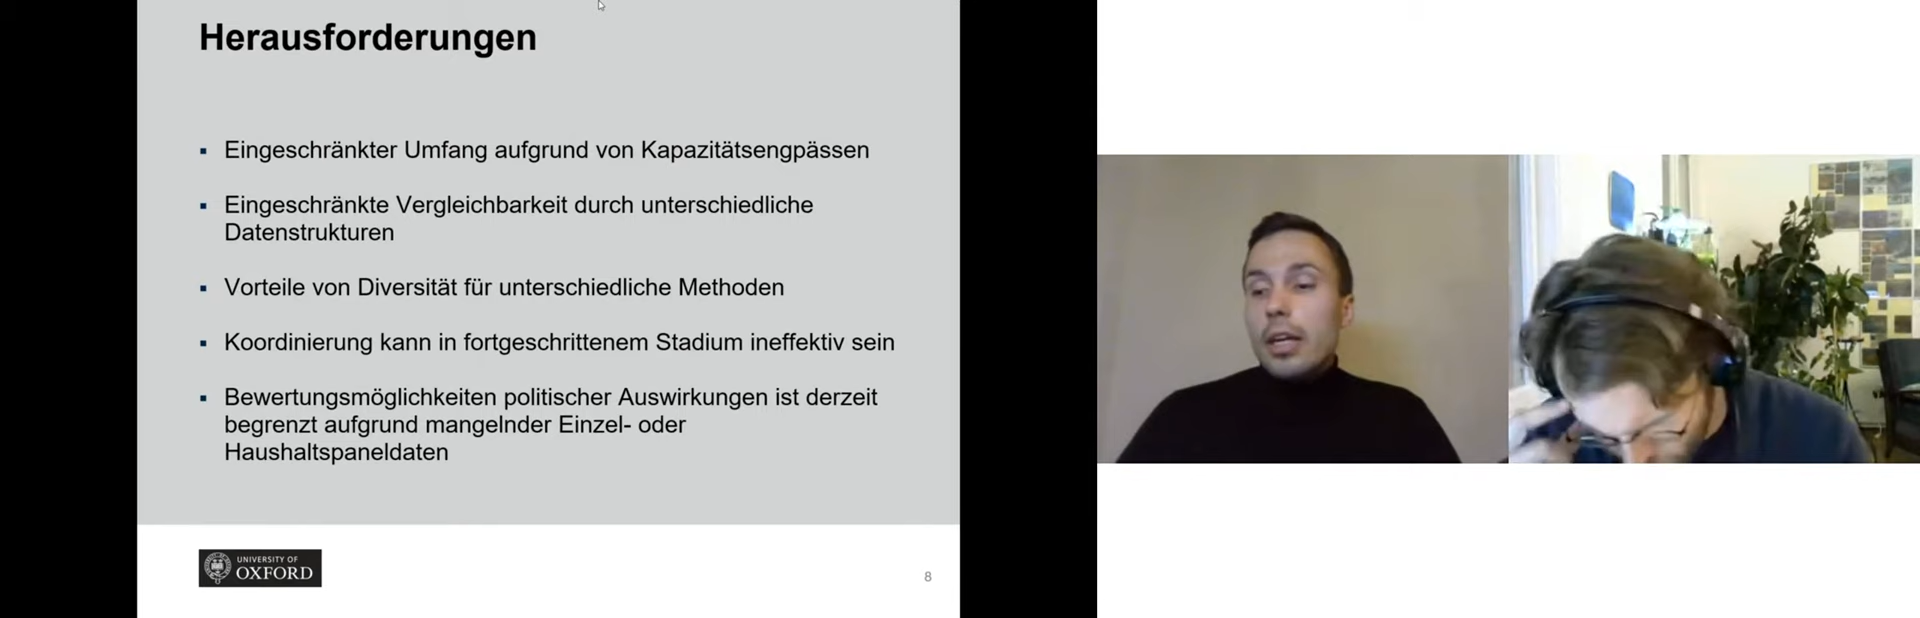 Herausforderungen
▪ Eingeschränkter Umfang aufgrund von Kapazitätsengpässen
▪ Eingeschränkte Vergleichbarkeit durch unterschiedliche
Datenstrukturen
▪ Vorteile von Diversität für unterschiedliche Methoden
▪ Koordinierung kann in fortgeschrittenem Stadium ineffektiv sein
▪ Bewertungsmöglichkeiten politischer Auswirkungen ist derzeit
begrenzt aufgrund mangelnder Einzel- oder
Haushaltspaneldaten
UNIVERSITY OF
OXFORD
8